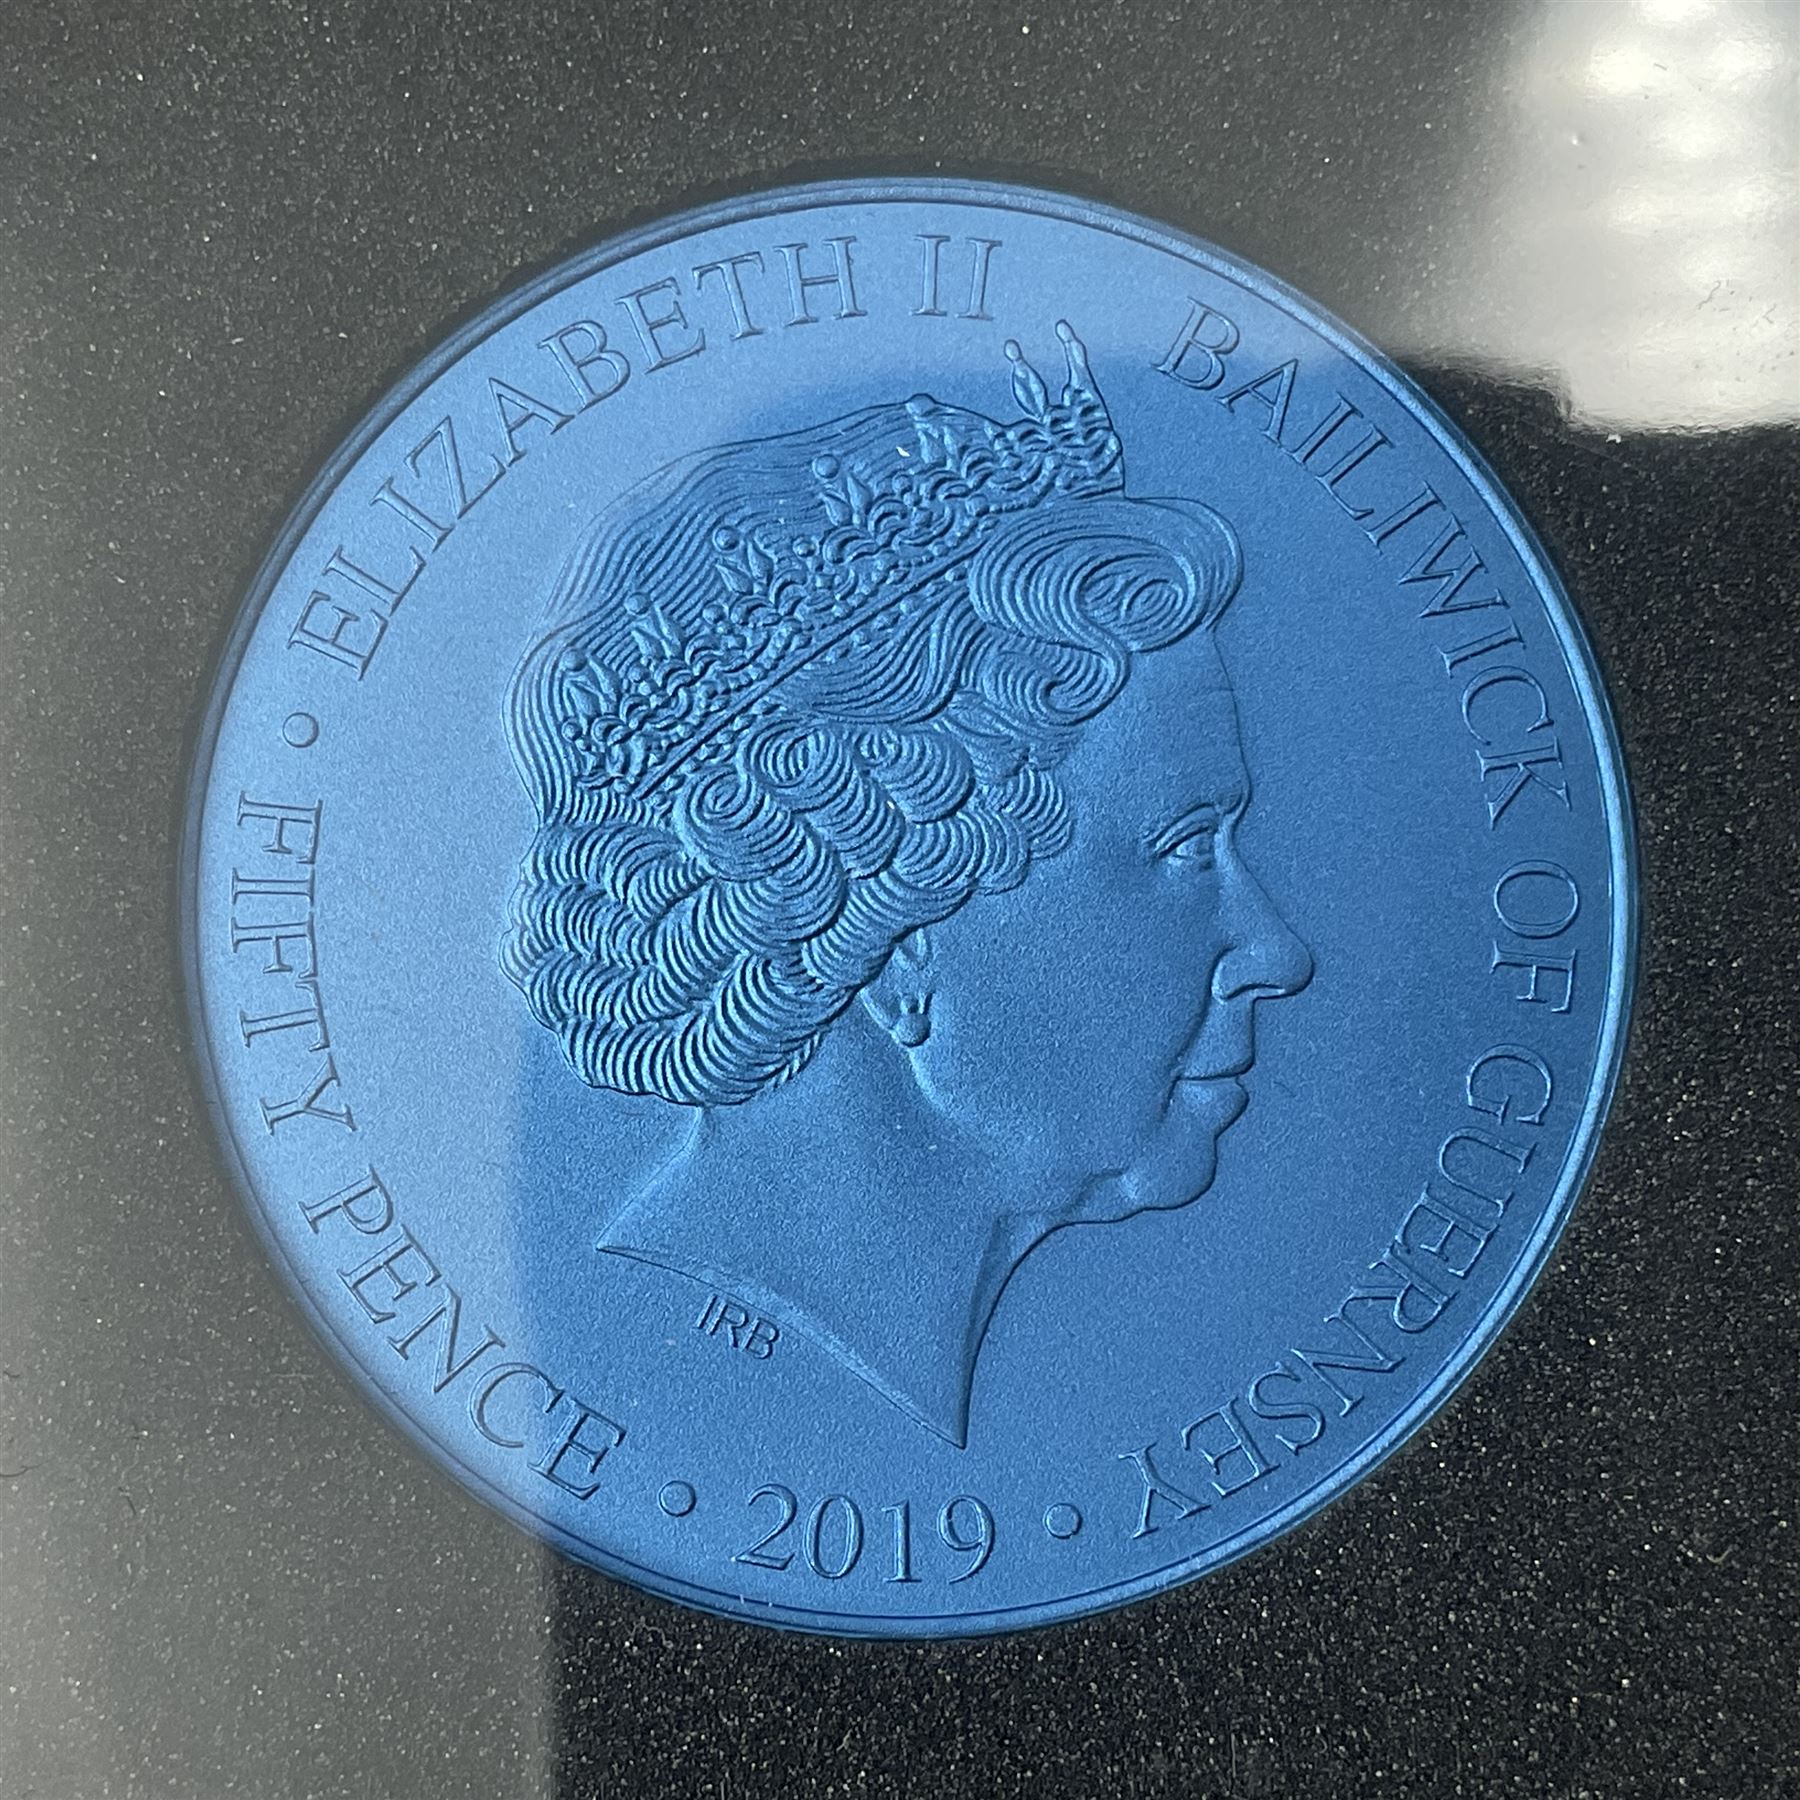 ELIZABETH II BAILIWICK OF GUERNSEY • 2019 • FIFTY PENCE •
IRB